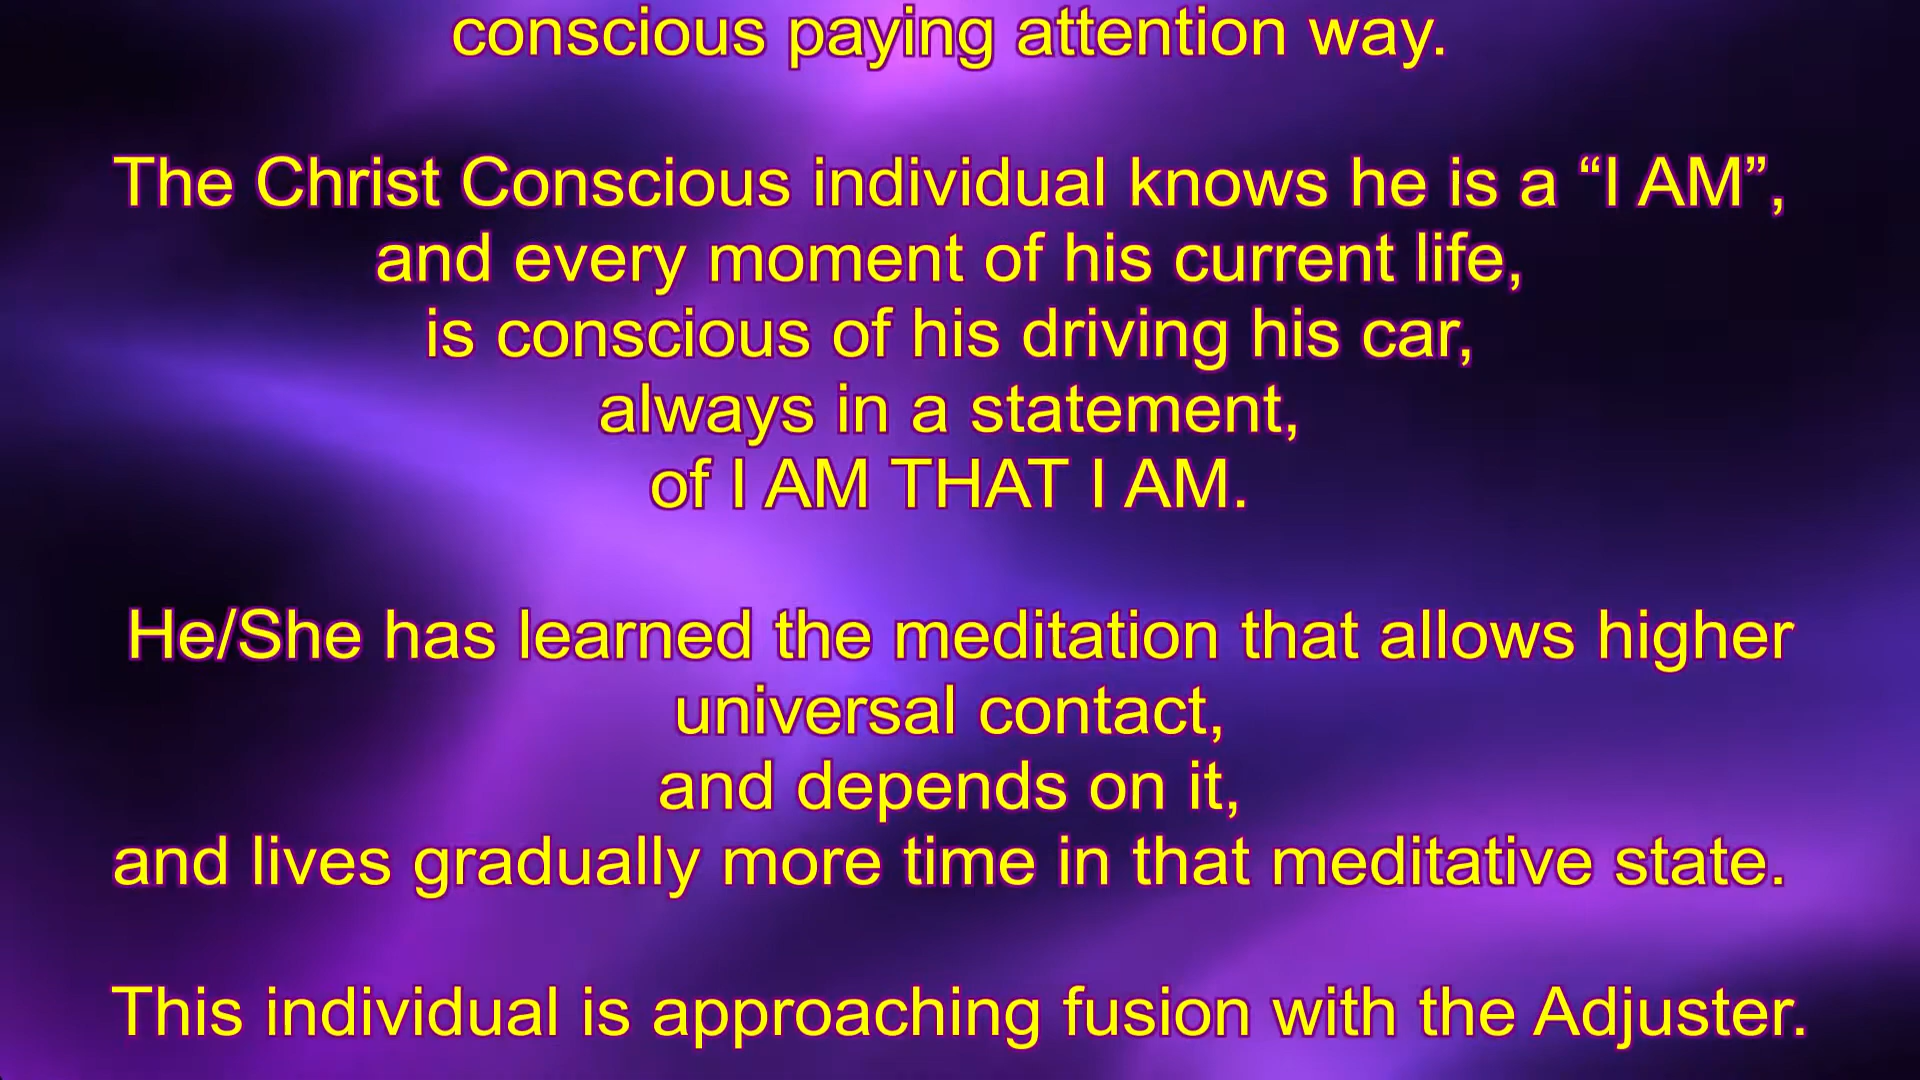 conscious paying attention way.
The Christ Conscious individual knows he is a “I AM”,
and every moment of his current life,
is conscious of his driving his car,
always in a statement,
of I AM THAT I AM.
He/She has learned the meditation that allows higher
universal contact,
and depends on it,
and lives gradually more time in that meditative state.
This individual is approaching fusion with the Adjuster.